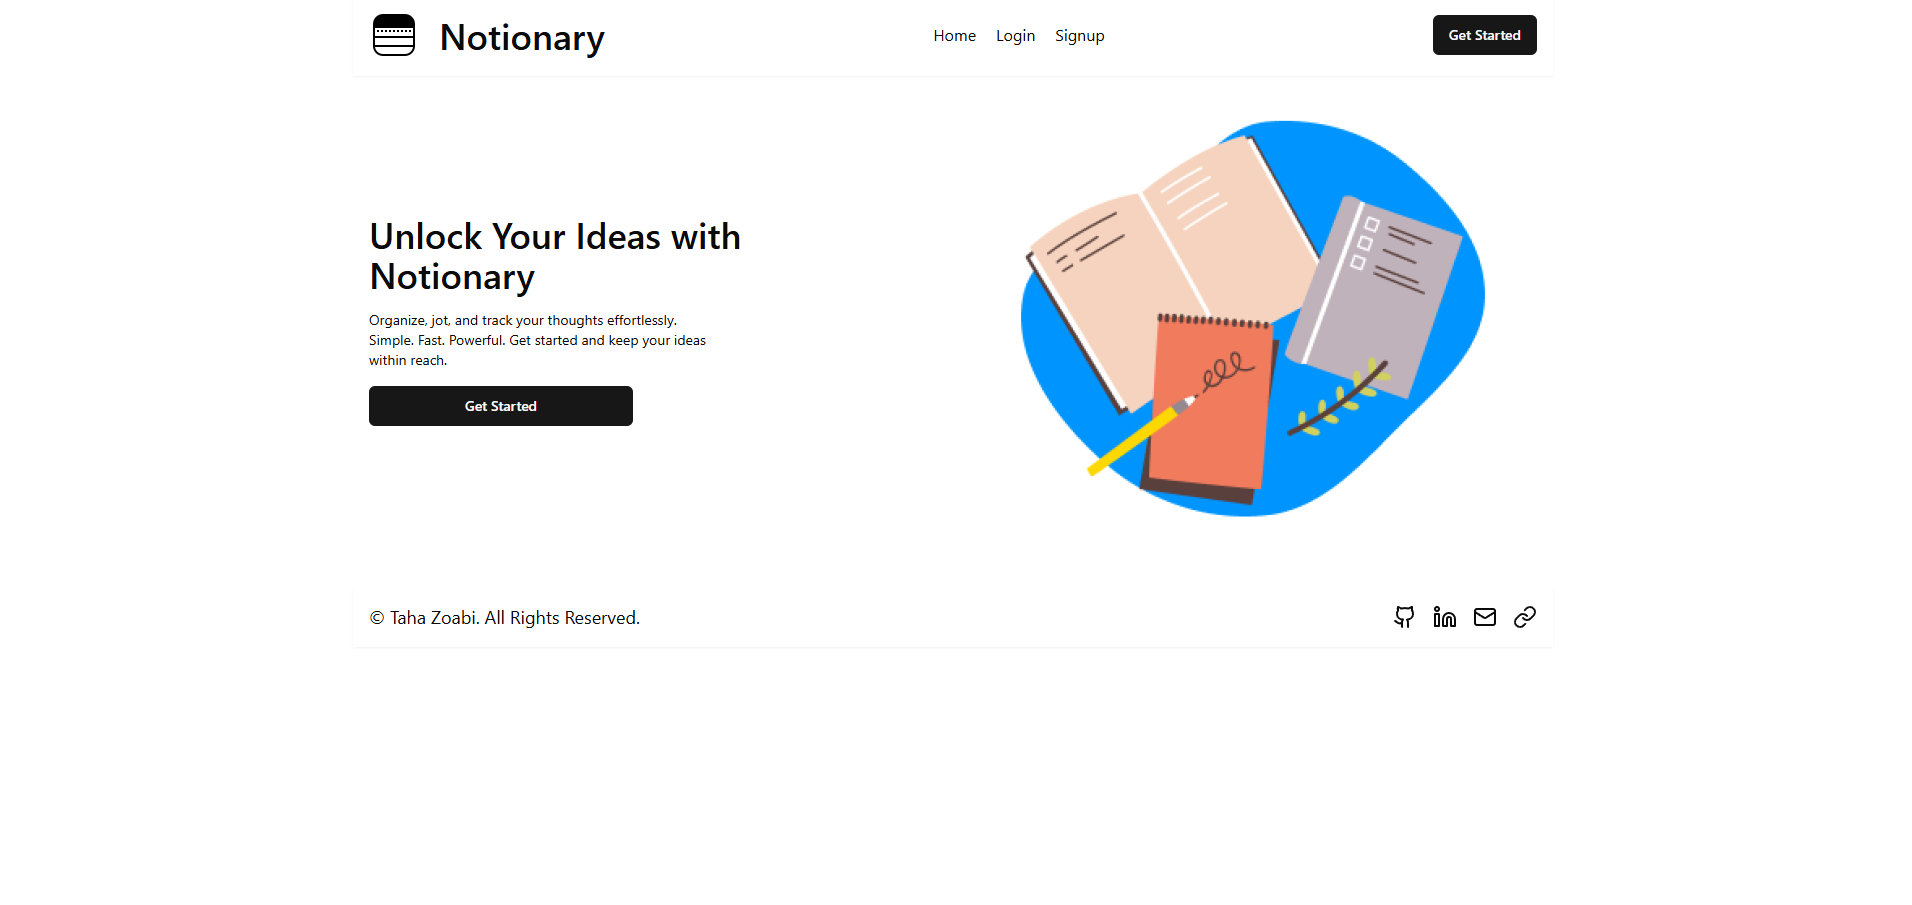 Notionary
Home Login Signup
Get Started
Unlock Your Ideas with
Notionary
Organize, jot, and track your thoughts effortlessly.
Simple. Fast. Powerful. Get started and keep your ideas
within reach.
Get Started
© Taha Zoabi. All Rights Reserved.